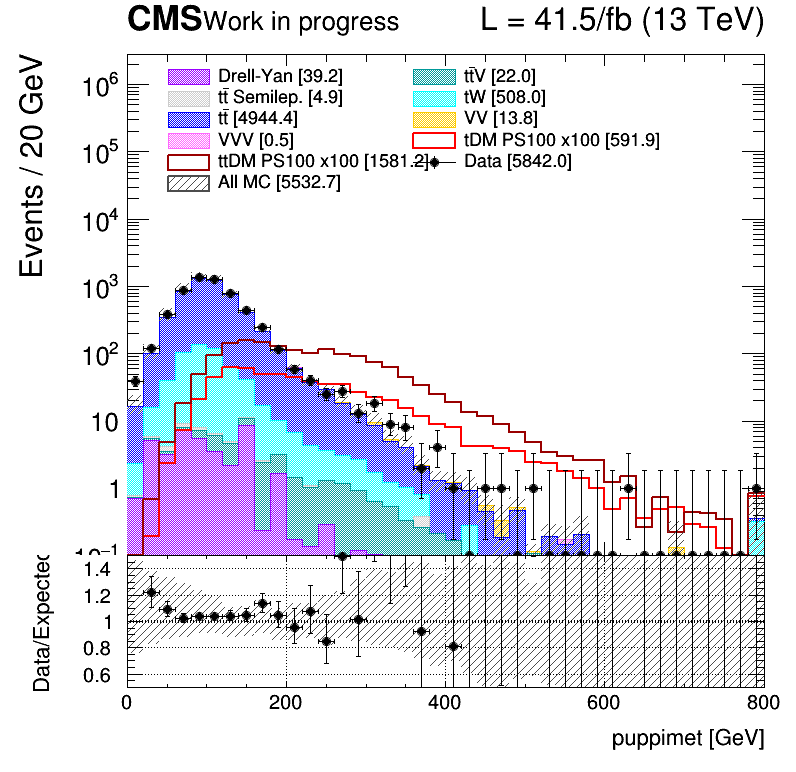 CMS Work in progress L = 41.5/fb (13 TeV)
Events / 20 GeV
Drell-Yan [39.2] tt̄V [22.0]
tt̄ Semilep. [4.9] tW [508.0]
tt̄ [4944.4] VV [13.8]
VVV [0.5] tDM PS100 x100 [591.9]
ttDM PS100 x100 [1581.2] Data [5842.0]
All MC [5532.7]
10⁶
10⁵
10⁴
10³
10²
10
1
10⁻¹
Data/Expected
1.4
1.2
1
0.8
0.6
0 200 400 600 800
puppimet [GeV]